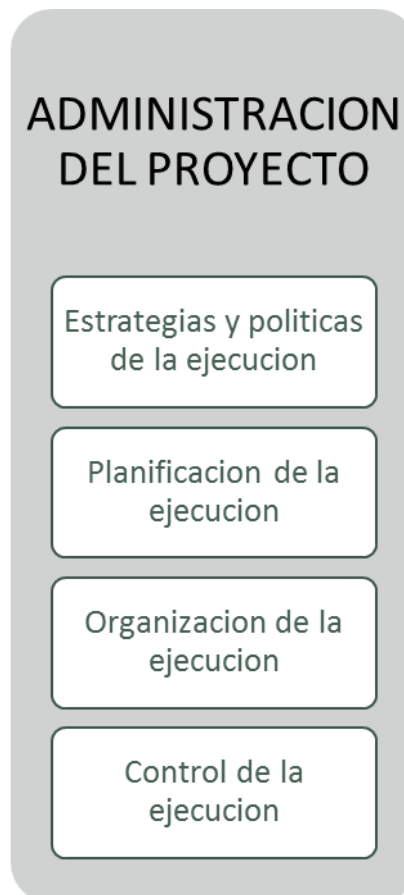 ADMINISTRACION
DEL PROYECTO
Estrategias y politicas
de la ejecucion
Planificacion de la
ejecucion
Organizacion de la
ejecucion
Control de la
ejecucion